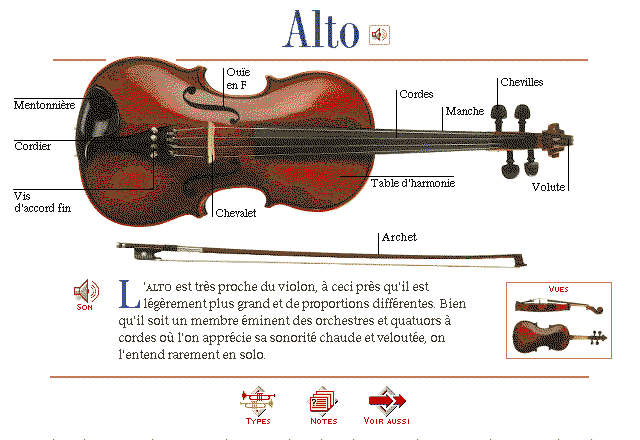 Alto
Ouïe
en F
Cordes
Chevilles
Mentonnière
Manche
Cordier
Table d'harmonie
Volute
Vis
d'accord fin
Chevalet
Archet
L'ALTO est très proche du violon, à ceci près qu'il est
légèrement plus grand et de proportions différentes. Bien
qu'il soit un membre éminent des orchestres et quatuors à
cordes où l'on apprécie sa sonorité chaude et veloutée, on
l'entend rarement en solo.
SON
VUES
TYPES
NOTES
VOIR AUSSI